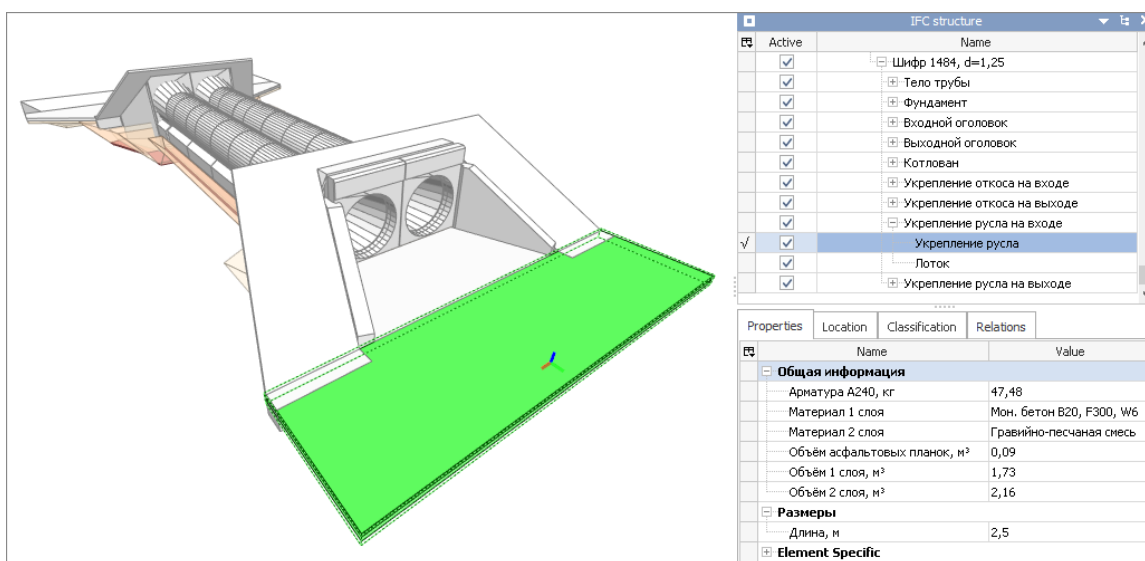 IFC structure
Active Name
Шифр 1484, d=1,25
Тело трубы
Фундамент
Входной оголовок
Выходной оголовок
Котлован
Укрепление откоса на входе
Укрепление откоса на выходе
Укрепление русла на входе
Укрепление русла
Лоток
Укрепление русла на выходе
Properties Location Classification Relations
Name Value
Общая информация
Арматура А240, кг 47,48
Материал 1 слоя Мон. бетон B20, F300, W6
Материал 2 слоя Гравийно-песчаная смесь
Объём асфальтовых планок, м³ 0,09
Объём 1 слоя, м³ 1,73
Объём 2 слоя, м³ 2,16
Размеры
Длина, м 2,5
Element Specific